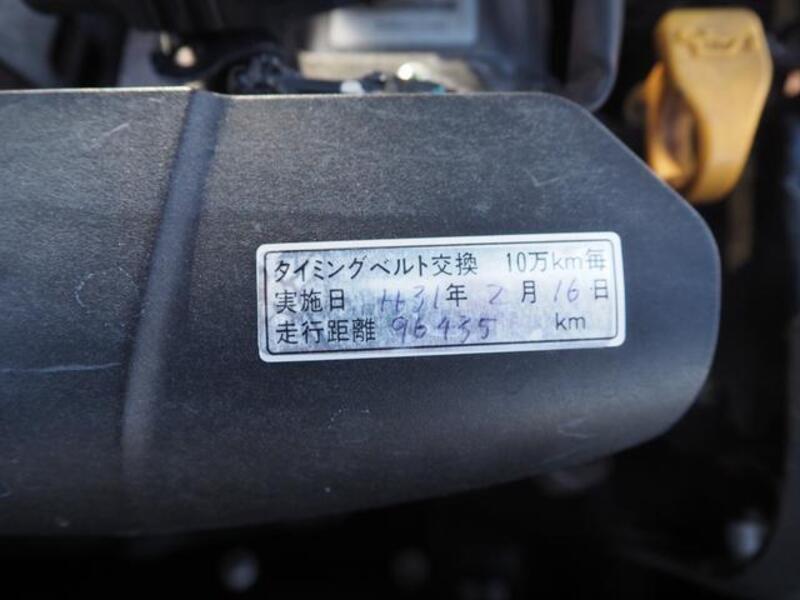 タイミングベルト交換 10万km毎
実施日 H31年 2月 16日
走行距離 96435 km